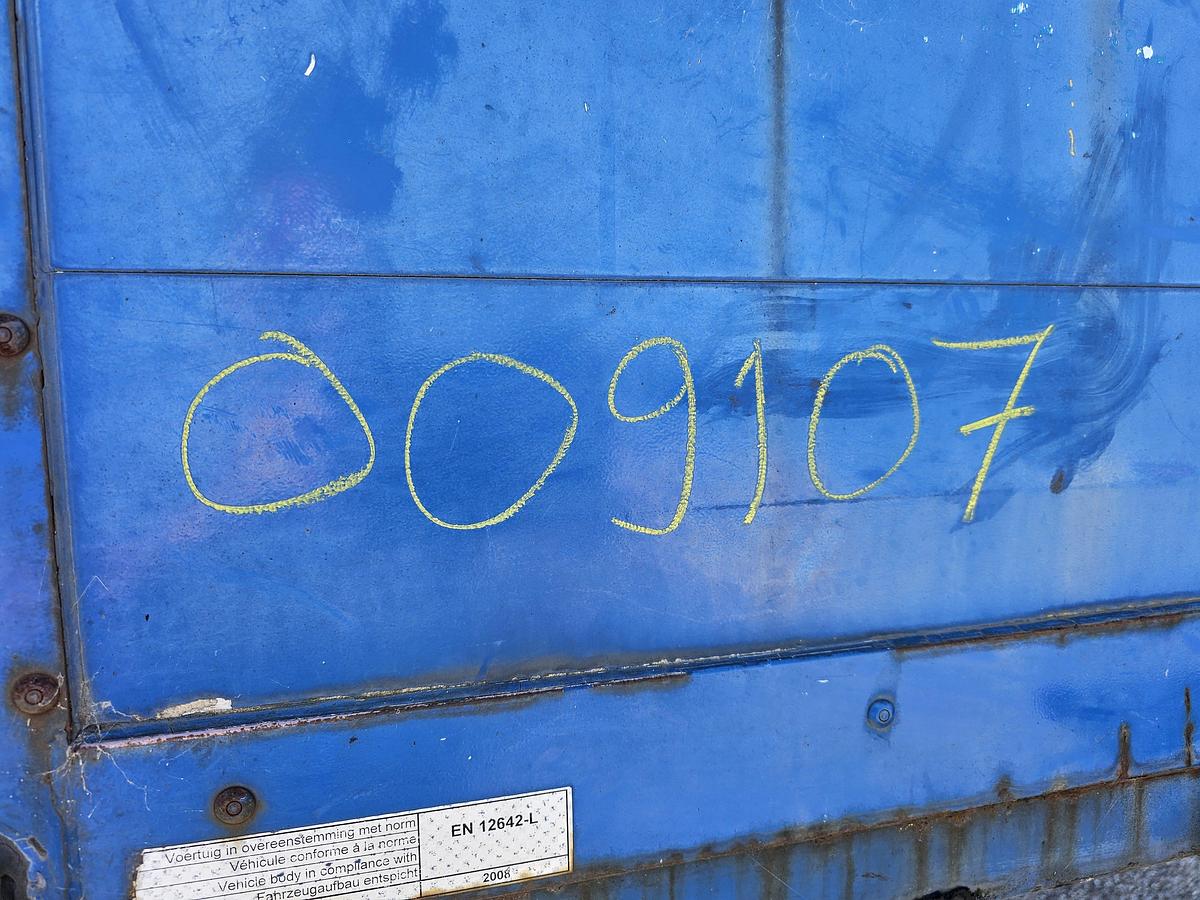 009107
Voertuig in overeenstemming met norm
Véhicule conforme à la norme
Vehicle body in compliance with
Fahrzeugaufbau entspicht
EN 12642-L
2008